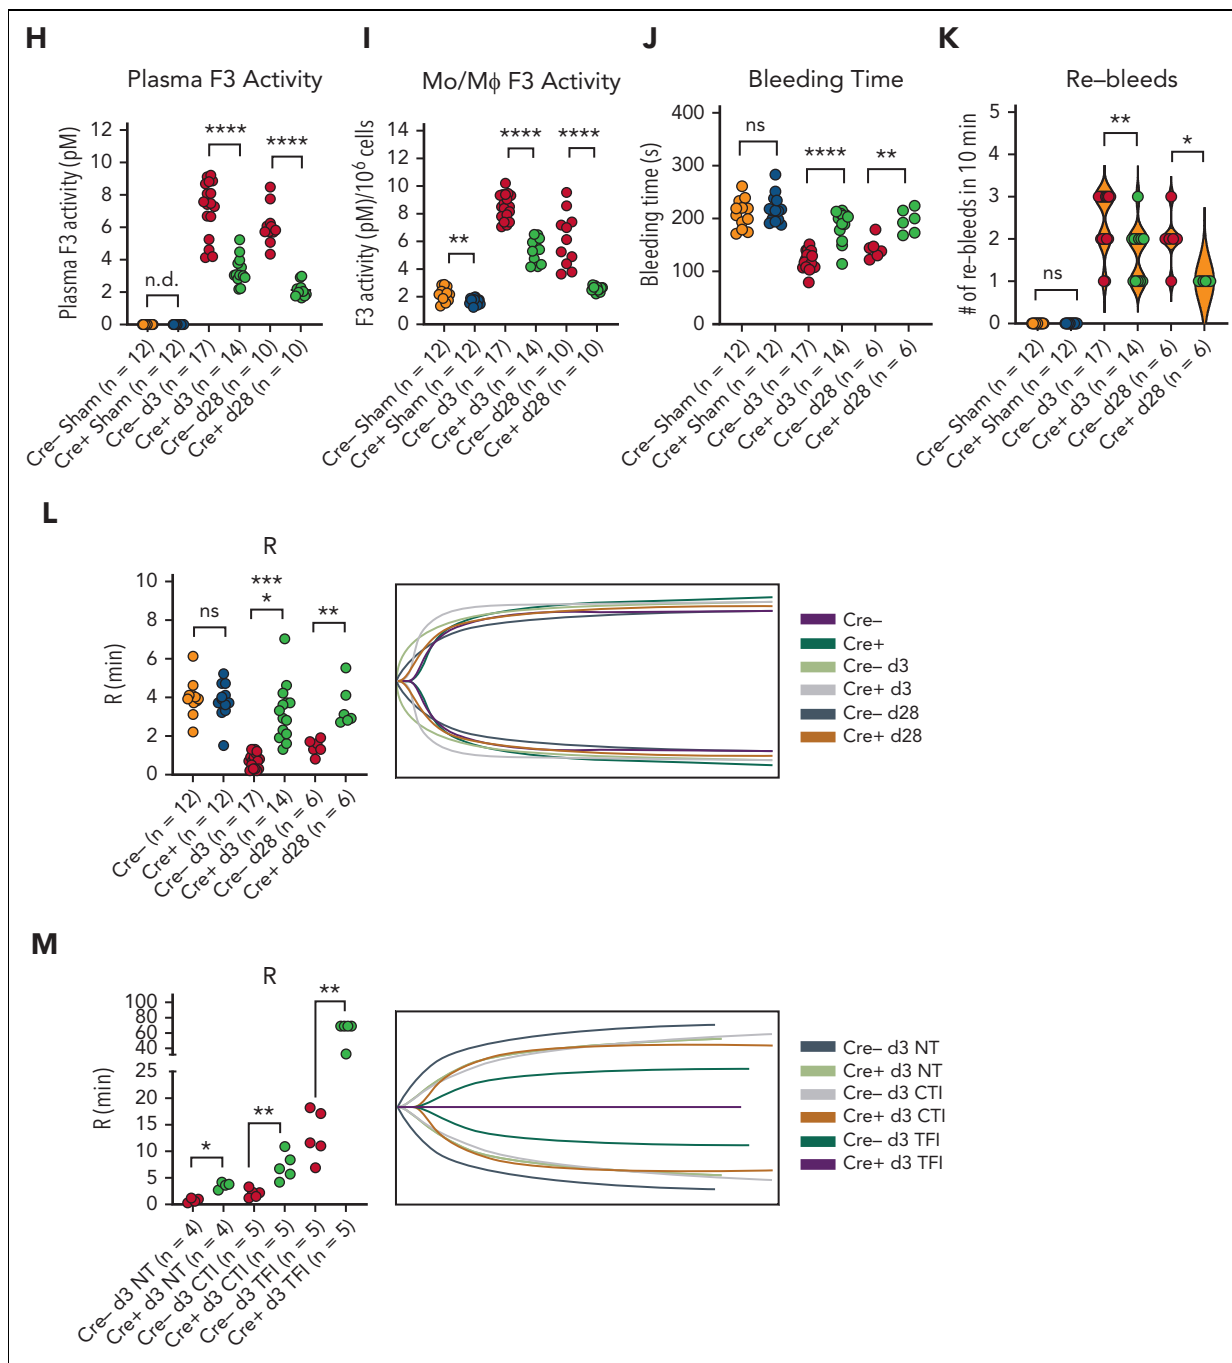 H
Plasma F3 Activity
Plasma F3 activity (pM)
12
10
8
6
4
2
0
n.d.
****
****
Cre– Sham (n = 12)
Cre+ Sham (n = 12)
Cre– d3 (n = 17)
Cre+ d3 (n = 14)
Cre– d28 (n = 10)
Cre+ d28 (n = 10)
I
Mo/Mϕ F3 Activity
F3 activity (pM)/10⁶ cells
14
12
10
8
6
4
2
0
**
****
****
Cre– Sham (n = 12)
Cre+ Sham (n = 12)
Cre– d3 (n = 17)
Cre+ d3 (n = 14)
Cre– d28 (n = 10)
Cre+ d28 (n = 10)
J
Bleeding Time
Bleeding time (s)
400
300
200
100
0
ns
****
**
Cre– Sham (n = 12)
Cre+ Sham (n = 12)
Cre– d3 (n = 17)
Cre+ d3 (n = 14)
Cre– d28 (n = 6)
Cre+ d28 (n = 6)
K
Re–bleeds
# of re-bleeds in 10 min
5
4
3
2
1
0
ns
**
*
Cre– Sham (n = 12)
Cre+ Sham (n = 12)
Cre– d3 (n = 17)
Cre+ d3 (n = 14)
Cre– d28 (n = 6)
Cre+ d28 (n = 6)
L
R
R (min)
10
8
6
4
2
0
ns
***
*
**
Cre– (n = 12)
Cre+ (n = 12)
Cre– d3 (n = 17)
Cre+ d3 (n = 14)
Cre– d28 (n = 6)
Cre+ d28 (n = 6)
Cre–
Cre+
Cre– d3
Cre+ d3
Cre– d28
Cre+ d28
M
R
R (min)
100
80
60
40
25
20
15
10
5
0
*
**
**
Cre– d3 NT (n = 4)
Cre+ d3 NT (n = 4)
Cre– d3 CTI (n = 5)
Cre+ d3 CTI (n = 5)
Cre– d3 TFI (n = 5)
Cre+ d3 TFI (n = 5)
Cre– d3 NT
Cre+ d3 NT
Cre– d3 CTI
Cre+ d3 CTI
Cre– d3 TFI
Cre+ d3 TFI